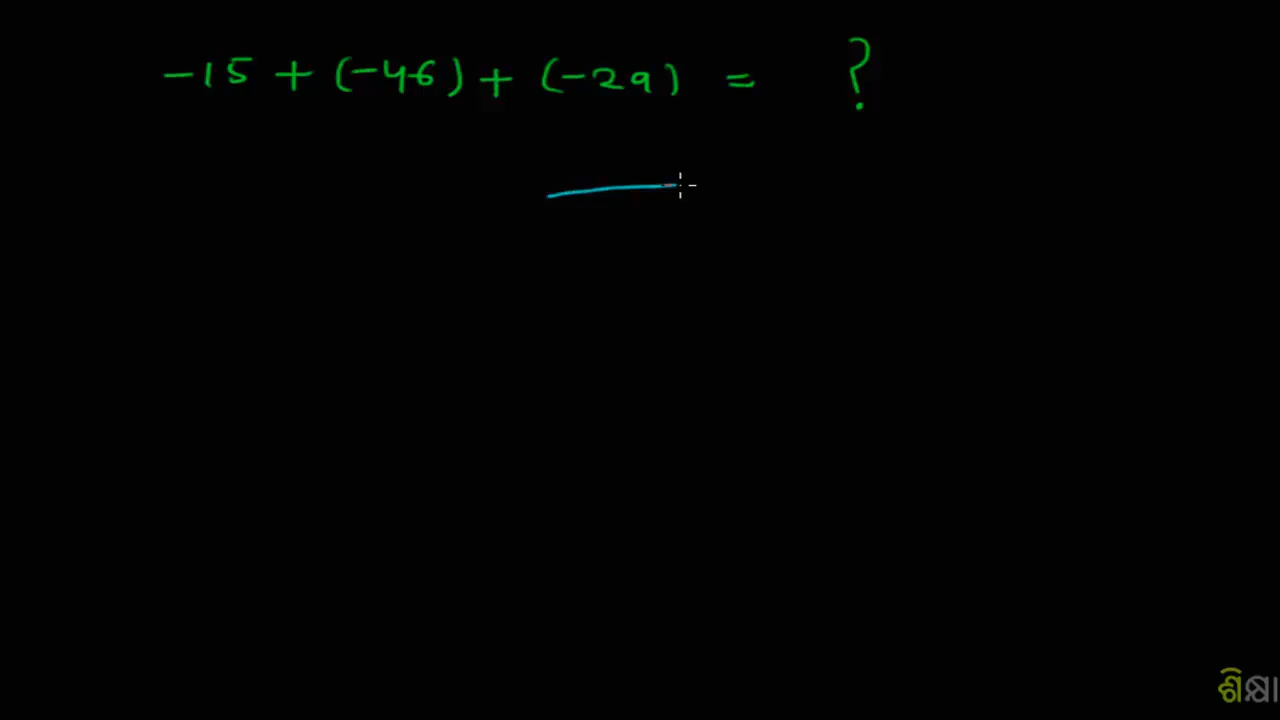 -15 + (-46) + (-29) = ?
ଶିକ୍ଷା